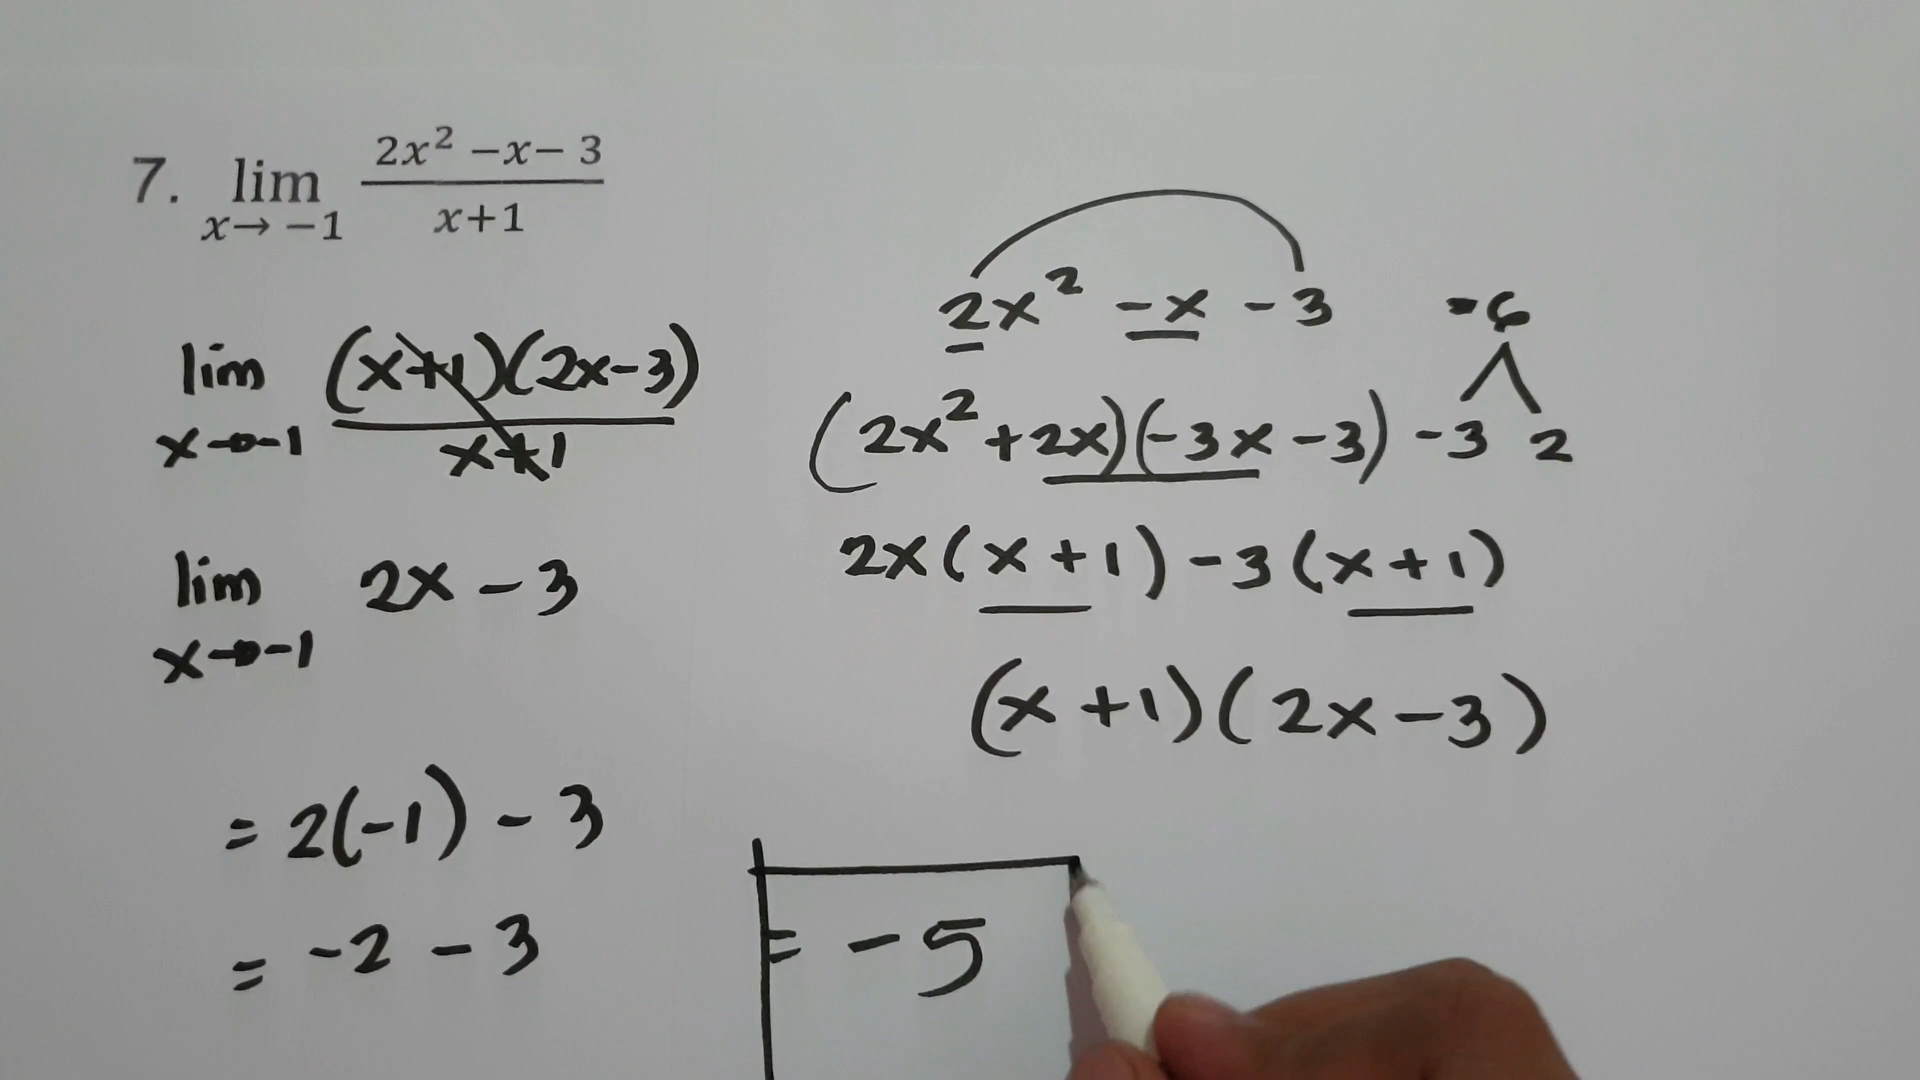 7. lim 2x² −x− 3
x→ −1 x+1
lim (x+1)(2x-3)
x→-1 x+1
lim 2x - 3
x→-1
= 2(-1) - 3
= -2 - 3
2x² -x - 3 -6
(2x²+2x)(-3x-3) -3 2
2x(x+1)-3(x+1)
(x+1)(2x-3)
= -5